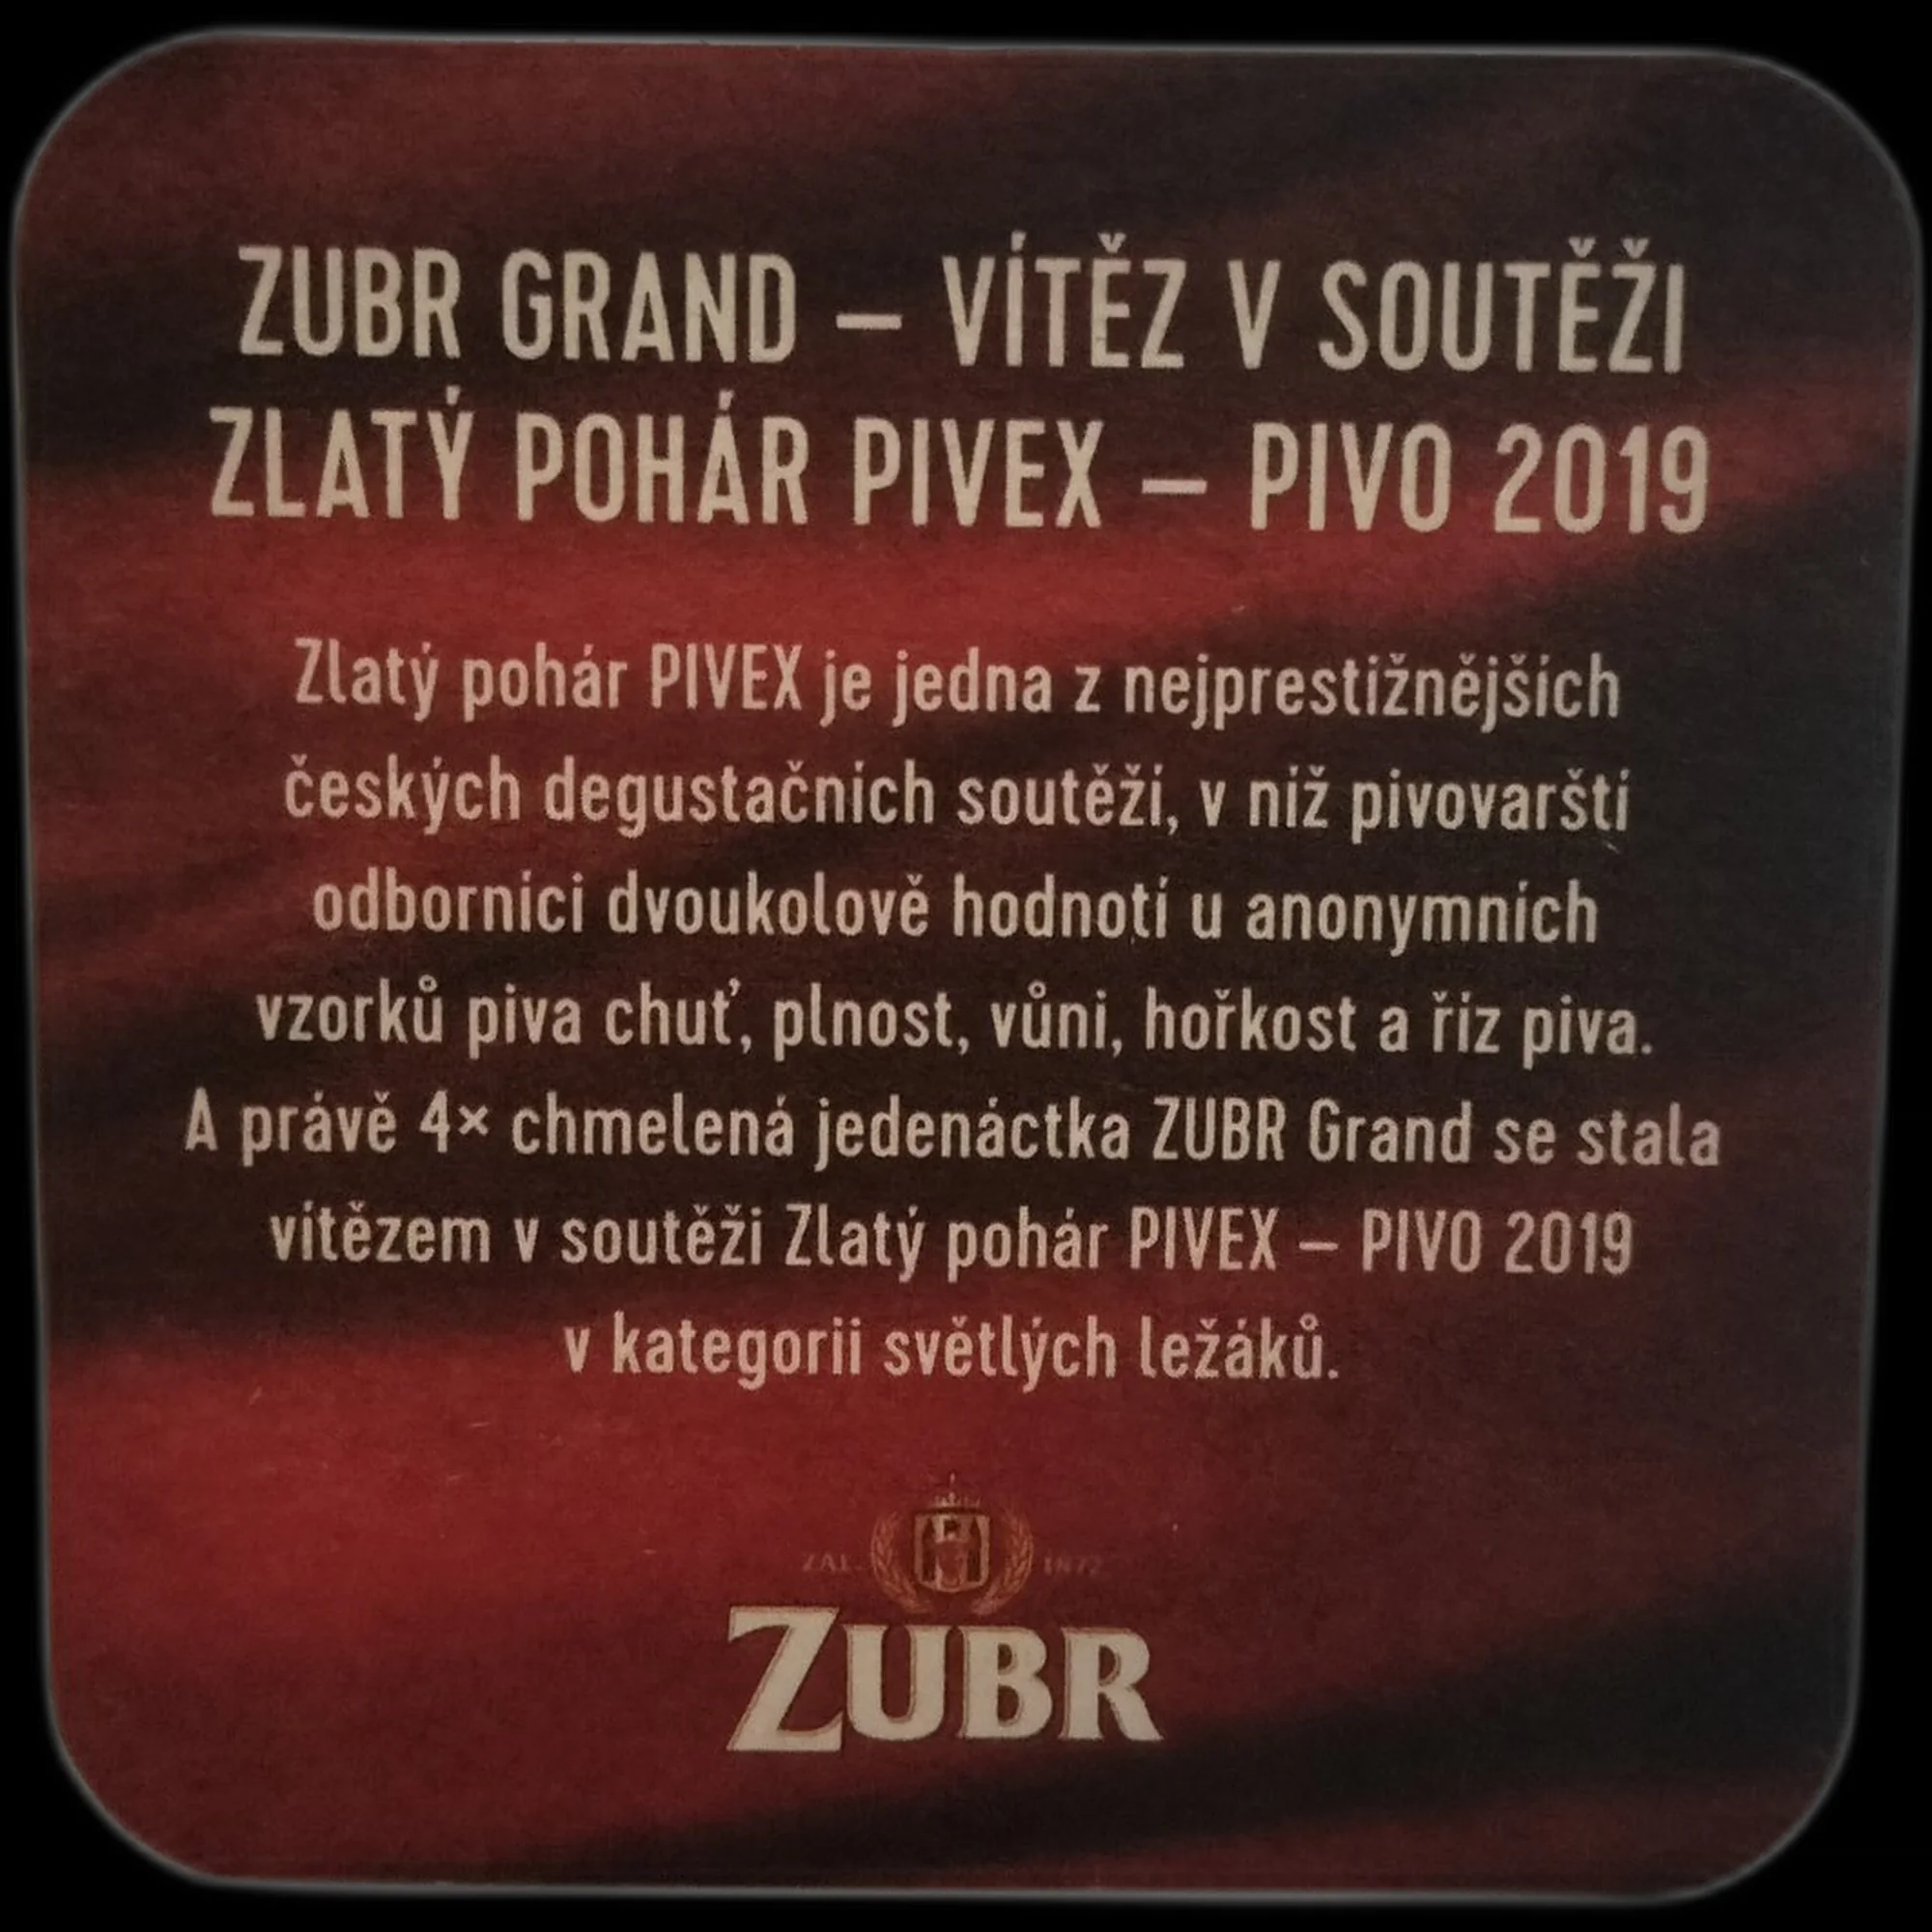 ZUBR GRAND – VÍTĚZ V SOUTĚŽI
ZLATÝ POHÁR PIVEX – PIVO 2019
Zlatý pohár PIVEX je jedna z nejprestižnějších
českých degustačních soutěží, v níž pivovarští
odborníci dvoukolově hodnotí u anonymních
vzorků piva chuť, plnost, vůni, hořkost a říz piva.
A právě 4× chmelená jedenáctka ZUBR Grand se stala
vítězem v soutěži Zlatý pohár PIVEX – PIVO 2019
v kategorii světlých ležáků.
ZAL. 1872
ZUBR